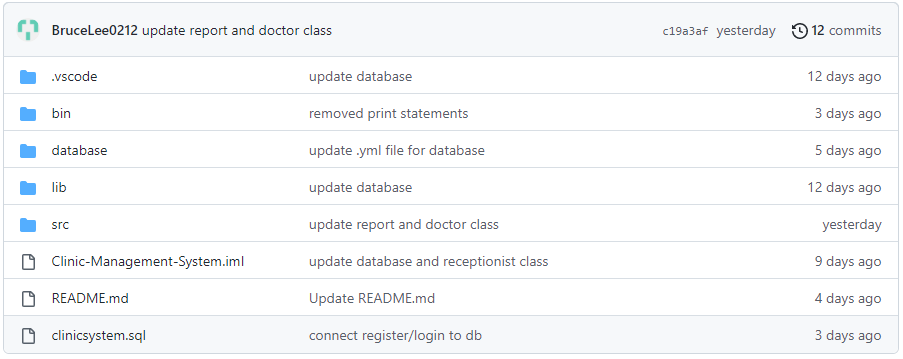 BruceLee0212 update report and doctor class c19a3af yesterday 12 commits
.vscode update database 12 days ago
bin removed print statements 3 days ago
database update .yml file for database 5 days ago
lib update database 12 days ago
src update report and doctor class yesterday
Clinic-Management-System.iml update database and receptionist class 9 days ago
README.md Update README.md 4 days ago
clinicsystem.sql connect register/login to db 3 days ago